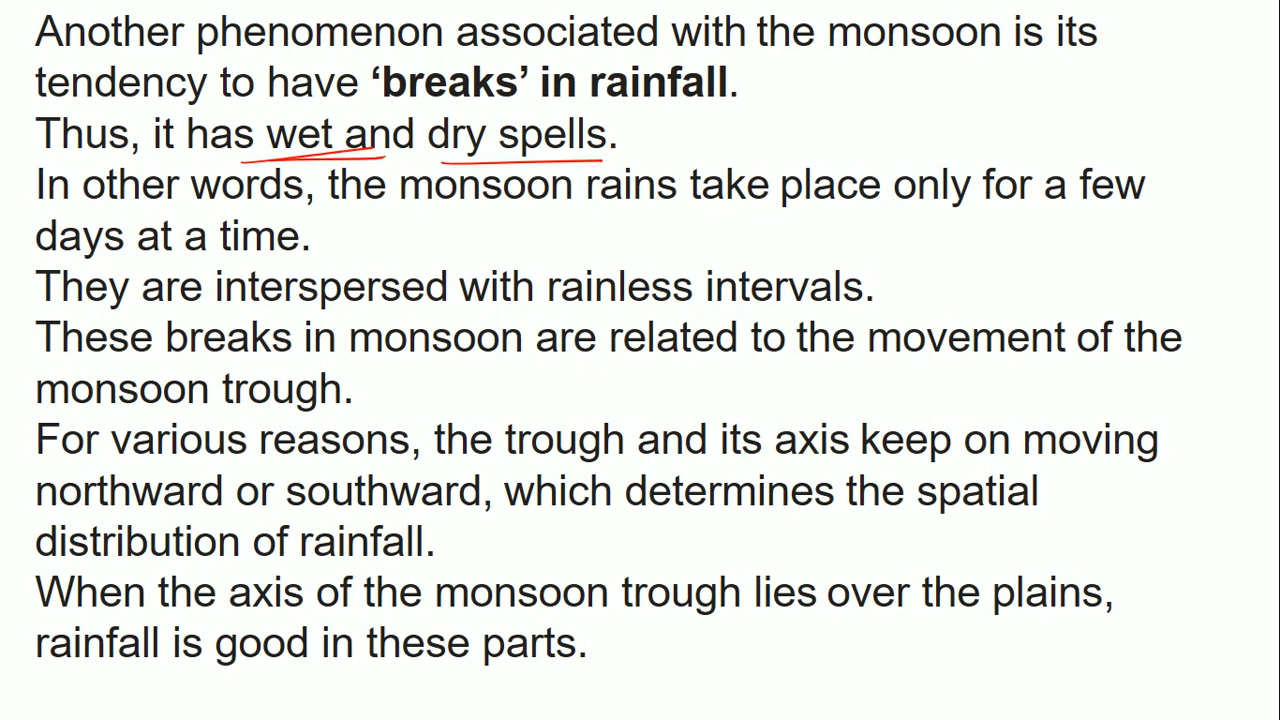 Another phenomenon associated with the monsoon is its
tendency to have ‘breaks’ in rainfall.
Thus, it has wet and dry spells.
In other words, the monsoon rains take place only for a few
days at a time.
They are interspersed with rainless intervals.
These breaks in monsoon are related to the movement of the
monsoon trough.
For various reasons, the trough and its axis keep on moving
northward or southward, which determines the spatial
distribution of rainfall.
When the axis of the monsoon trough lies over the plains,
rainfall is good in these parts.